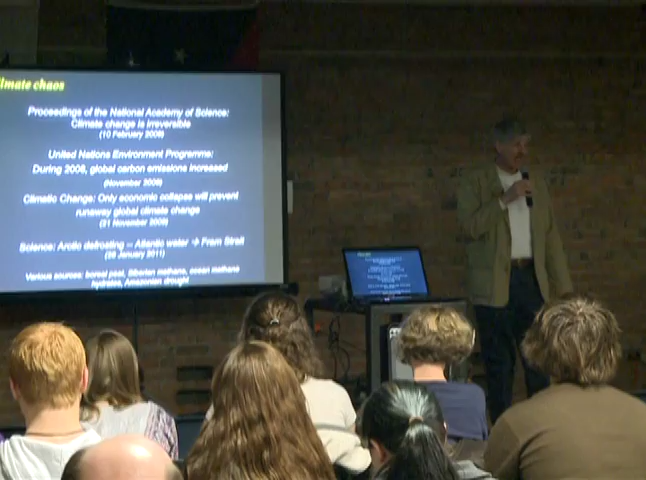 limate chaos
Proceedings of the National Academy of Science:
Climate change is irreversible
(10 February 2009)
United Nations Environment Programme:
During 2008, global carbon emissions increased
(November 2009)
Climatic Change: Only economic collapse will prevent
runaway global climate change
(21 November 2009)
Science: Arctic defrosting -- Atlantic water → Fram Strait
(28 January 2011)
Various sources: boreal peat, Siberian methane, ocean methane
hydrates, Amazonian drought